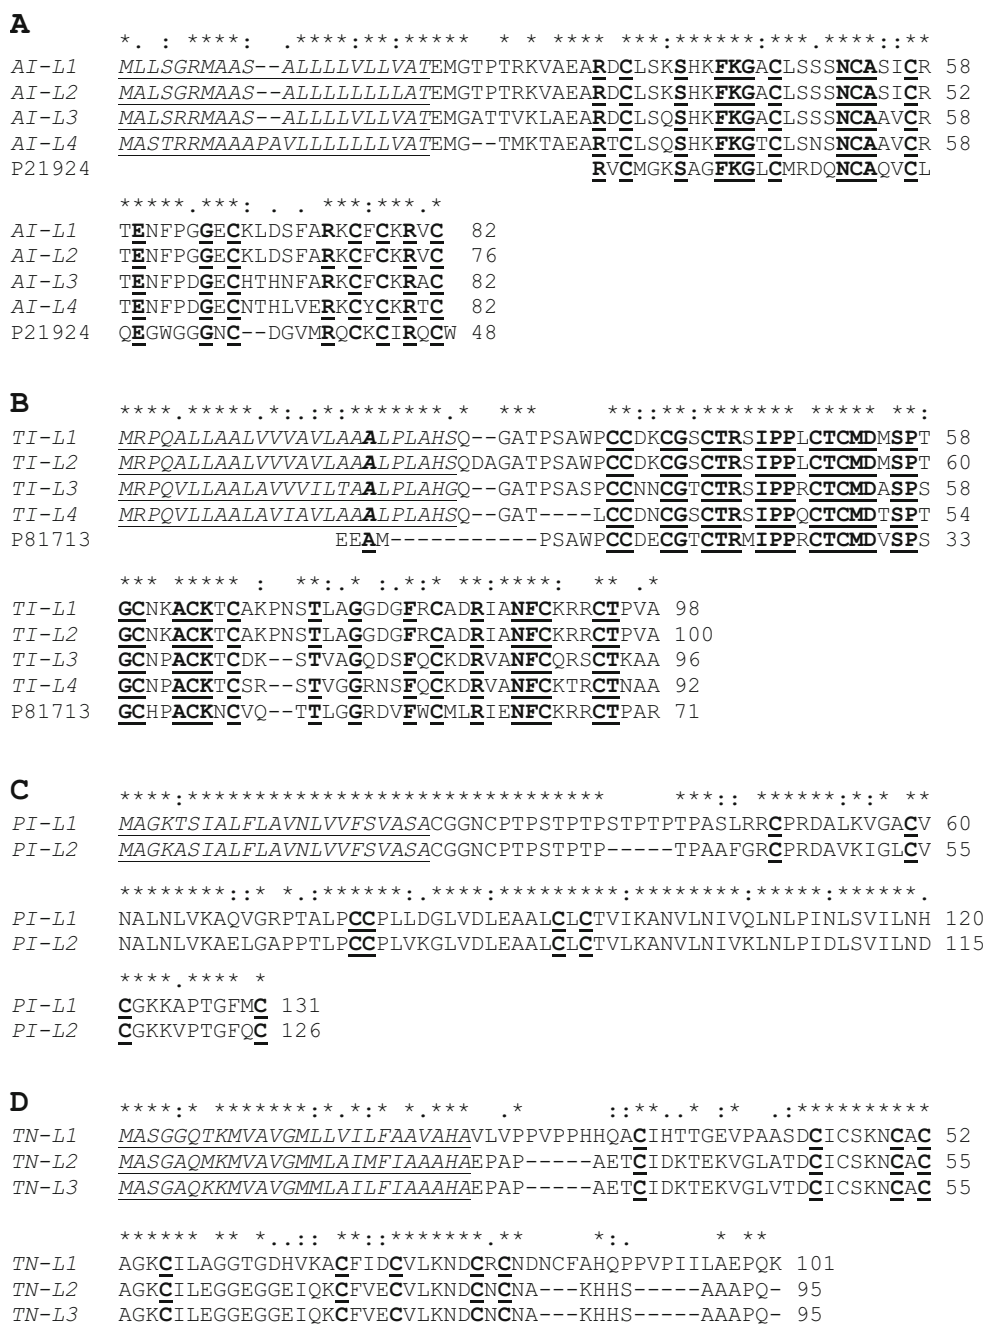 A
*. : ****: .****:**:***** * * **** ***:******:***.****::**
AI-L1 MLLSGRMAAS--ALLLLVLLVATEMGTPTRKVAEARDCLSKSHKFKGACLSSSNCASICR 58
AI-L2 MALSGRMAAS--ALLLLLLLLATEMGTPTRKVAEARDCLSKSHKFKGACLSSSNCASICR 52
AI-L3 MALSRRMAAS--ALLLLVLLVATEMGATTVKLAEARDCLSQSHKFKGACLSSSNCAAVCR 58
AI-L4 MASTRRMAAAPAVLLLLLLLVATEMG--TMKTAEARTCLSQSHKFKGTCLSNSNCAAVCR 58
P21924 RVCMGKSAGFKGLCMRDQNCAQVCL
*****.***: . . ***:***.*
AI-L1 TENFPGGECKLDSFARKCFCKRVC 82
AI-L2 TENFPGGECKLDSFARKCFCKRVC 76
AI-L3 TENFPDGECHTHNFARKCFCKRAC 82
AI-L4 TENFPDGECNTHLVERKCYCKRTC 82
P21924 QEGWGGGNC--DGVMRQCKCIRQCW 48
B
****.*****.*:.:*:*******.* *** **::**:******* ****** **:
TI-L1 MRPQALLAALVVVAVLAAALPLAHSQ--GATPSAWPCCDKCGSCTRSIPPLCTCMDMSPT 58
TI-L2 MRPQALLAALVVVAVLAAALPLAHSQDAGATPSAWPCCDKCGSCTRSIPPLCTCMDMSPT 60
TI-L3 MRPQVLLAALAVVVILTAALPLAHGQ--GATPSASPCCNNCGTCTRSIPPRCTCMDASPS 58
TI-L4 MRPQVLLAALAVIAVLAAALPLAHSQ--GAT----LCCDNCGSCTRSIPPQCTCMDTSPT 54
P81713 EEAM-----------PSAWPCCDECGTCTRMIPPRCTCMDVSPS 33
*** ***** : **:.* :.:* **:*****: ** .*
TI-L1 GCNKACKTCAKPNSTLAGGDGFRCADRIANFCKRRCTPVA 98
TI-L2 GCNKACKTCAKPNSTLAGGDGFRCADRIANFCKRRCTPVA 100
TI-L3 GCNPACKTCDK--STVAGQDSFQCKDRVANFCQRSCTKAA 96
TI-L4 GCNPACKTCSR--STVGGRNSFQCKDRVANFCKTRCTNAA 92
P81713 GCHPACKNCVQ--TTLGGRDVFWCMLRIENFCKRRCTPAR 71
C
****:******************************* ***:: ******:*:* **
PI-L1 MAGKTSIALFLAVNLVVFSVASACGGNCPTPSTPTPSTPTPTPASLRRCPRDALKVGACV 60
PI-L2 MAGKASIALFLAVNLVVFSVASACGGNCPTPSTPTP-----TPAAFGRCPRDAVKIGLCV 55
********::* *.:********.****:*********:********:******:*****.
PI-L1 NALNLVKAQVGRPTALPCCPLLDGLVDLEAALCLCTVIKANVLNIVQLNLPINLSVILNH 120
PI-L2 NALNLVKAELGAPPTLPCCPLVKGLVDLEAALCLCTVLKANVLNIVKLNLPIDLSVILND 115
****.**** *
PI-L1 CGKKAPTGFMC 131
PI-L2 CGKKVPTGFQC 126
D
****:* *******:*.*:* *.*** .* ::**..* :* .:**********
TN-L1 MASGGQTKMVAVGMLLVILFAAVAHAVLVPPVPPHHQACIHTTGEVPAASDCICSKNCAC 52
TN-L2 MASGAQMKMVAVGMMLAIMFIAAAHAEPAP-----AETCIDKTEKVGLATDCICSKNCAC 55
TN-L3 MASGAQKKMVAVGMMLAILFIAAAHAEPAP-----AETCIDKTEKVGLVTDCICSKNCAC 55
****** ** *..:: **::******.** *:. * **
TN-L1 AGKCILAGGTGDHVKACFIDCVLKNDCRCNDNCFAHQPPVPIILAEPQK 101
TN-L2 AGKCILEGGEGGEIQKCFVECVLKNDCNCNA---KHHS-----AAAPQ- 95
TN-L3 AGKCILEGGEGGEIQKCFVECVLKNDCNCNA---KHHS-----AAAPQ- 95